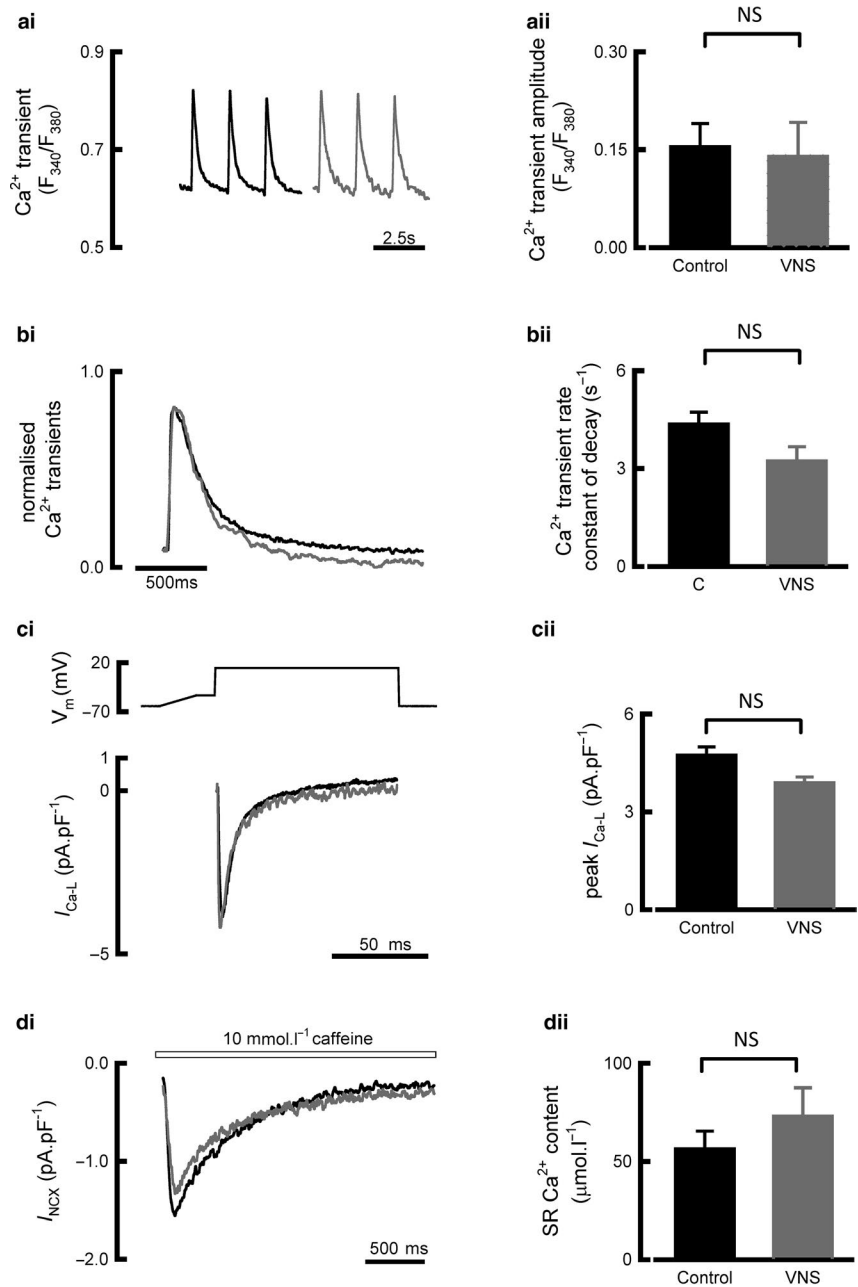 ai
Ca²⁺ transient
(F₃₄₀/F₃₈₀)
0.9
0.7
0.5
2.5s
aii
Ca²⁺ transient amplitude
(F₃₄₀/F₃₈₀)
0.30
0.15
0.00
NS
Control VNS
bi
normalised
Ca²⁺ transients
1.0
0.0
500ms
bii
Ca²⁺ transient rate
constant of decay (s⁻¹)
6
3
0
NS
C VNS
ci
Vₘ(mV)
20
−70
I_Ca-L (pA.pF⁻¹)
1
0
−5
50 ms
cii
peak I_Ca-L (pA.pF⁻¹)
6
3
0
NS
Control VNS
di
10 mmol.l⁻¹ caffeine
I_NCX (pA.pF⁻¹)
0.0
−1.0
−2.0
500 ms
dii
SR Ca²⁺ content
(μmol.l⁻¹)
100
50
0
NS
Control VNS